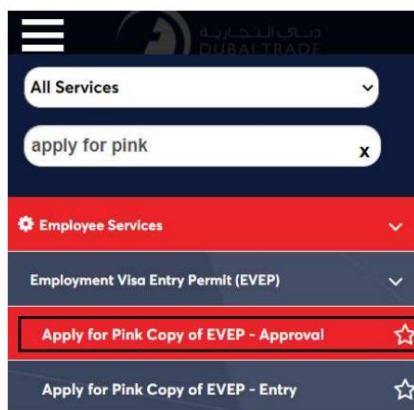 دبي التجارية
DUBAI TRADE
All Services
apply for pink
x
Employee Services
Employment Visa Entry Permit (EVEP)
Apply for Pink Copy of EVEP - Approval
Apply for Pink Copy of EVEP - Entry